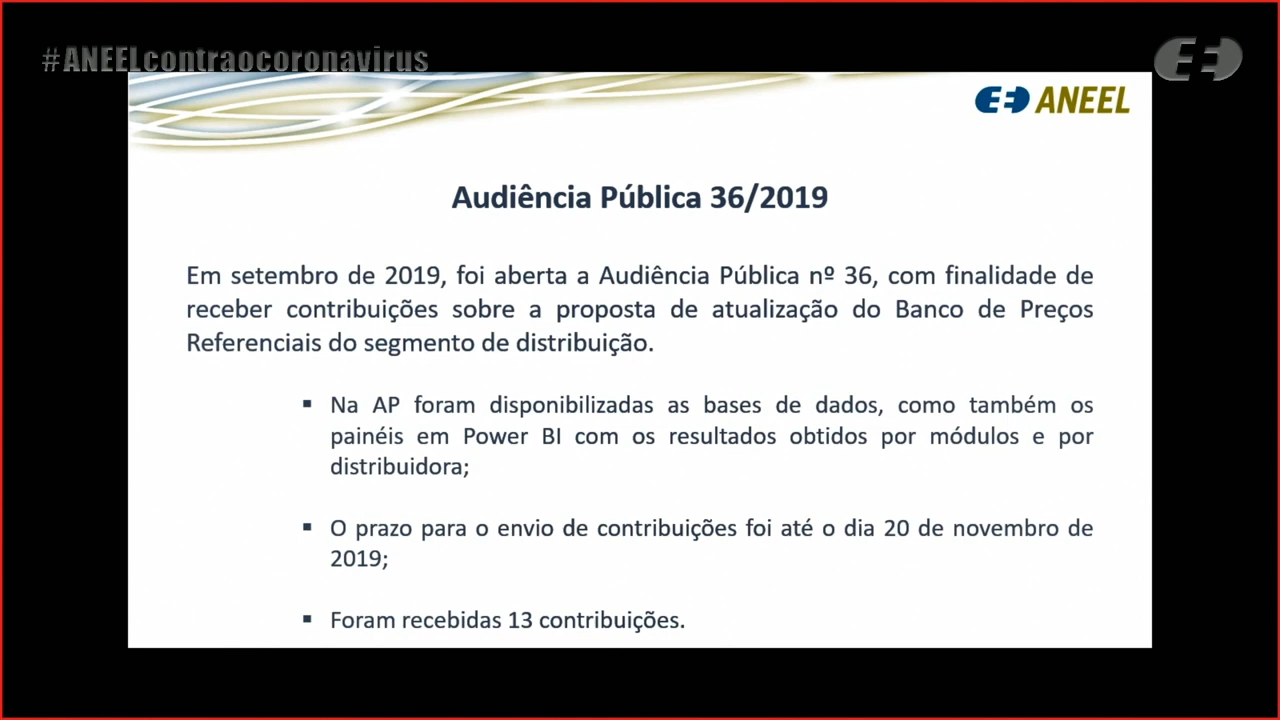 #ANEELcontraocoronavirus
ANEEL
Audiência Pública 36/2019
Em setembro de 2019, foi aberta a Audiência Pública nº 36, com finalidade de
receber contribuições sobre a proposta de atualização do Banco de Preços
Referenciais do segmento de distribuição.
▪ Na AP foram disponibilizadas as bases de dados, como também os
painéis em Power BI com os resultados obtidos por módulos e por
distribuidora;
▪ O prazo para o envio de contribuições foi até o dia 20 de novembro de
2019;
▪ Foram recebidas 13 contribuições.